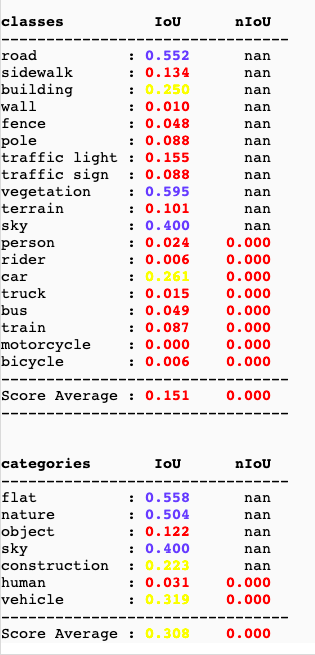 classes IoU nIoU
--------------------------------
road : 0.552 nan
sidewalk : 0.134 nan
building : 0.250 nan
wall : 0.010 nan
fence : 0.048 nan
pole : 0.088 nan
traffic light : 0.155 nan
traffic sign : 0.088 nan
vegetation : 0.595 nan
terrain : 0.101 nan
sky : 0.400 nan
person : 0.024 0.000
rider : 0.006 0.000
car : 0.261 0.000
truck : 0.015 0.000
bus : 0.049 0.000
train : 0.087 0.000
motorcycle : 0.000 0.000
bicycle : 0.006 0.000
--------------------------------
Score Average : 0.151 0.000
--------------------------------
categories IoU nIoU
--------------------------------
flat : 0.558 nan
nature : 0.504 nan
object : 0.122 nan
sky : 0.400 nan
construction : 0.223 nan
human : 0.031 0.000
vehicle : 0.319 0.000
--------------------------------
Score Average : 0.308 0.000